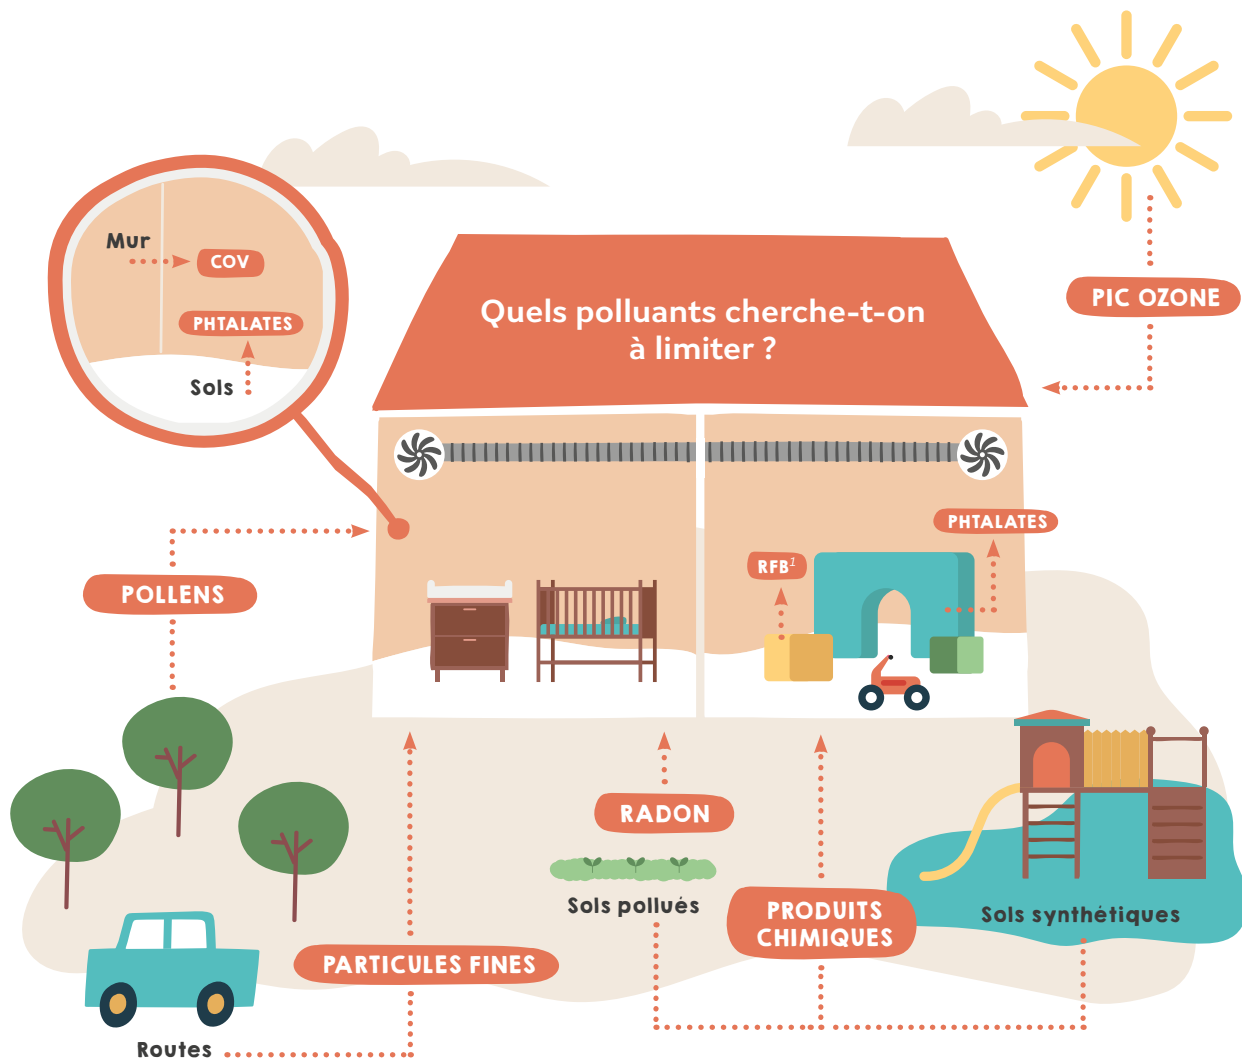 Quels polluants cherche-t-on
à limiter ?
Mur
COV
PHTALATES
Sols
PIC OZONE
POLLENS
PHTALATES
RFB¹
RADON
Sols pollués
PRODUITS
CHIMIQUES
Sols synthétiques
PARTICULES FINES
Routes